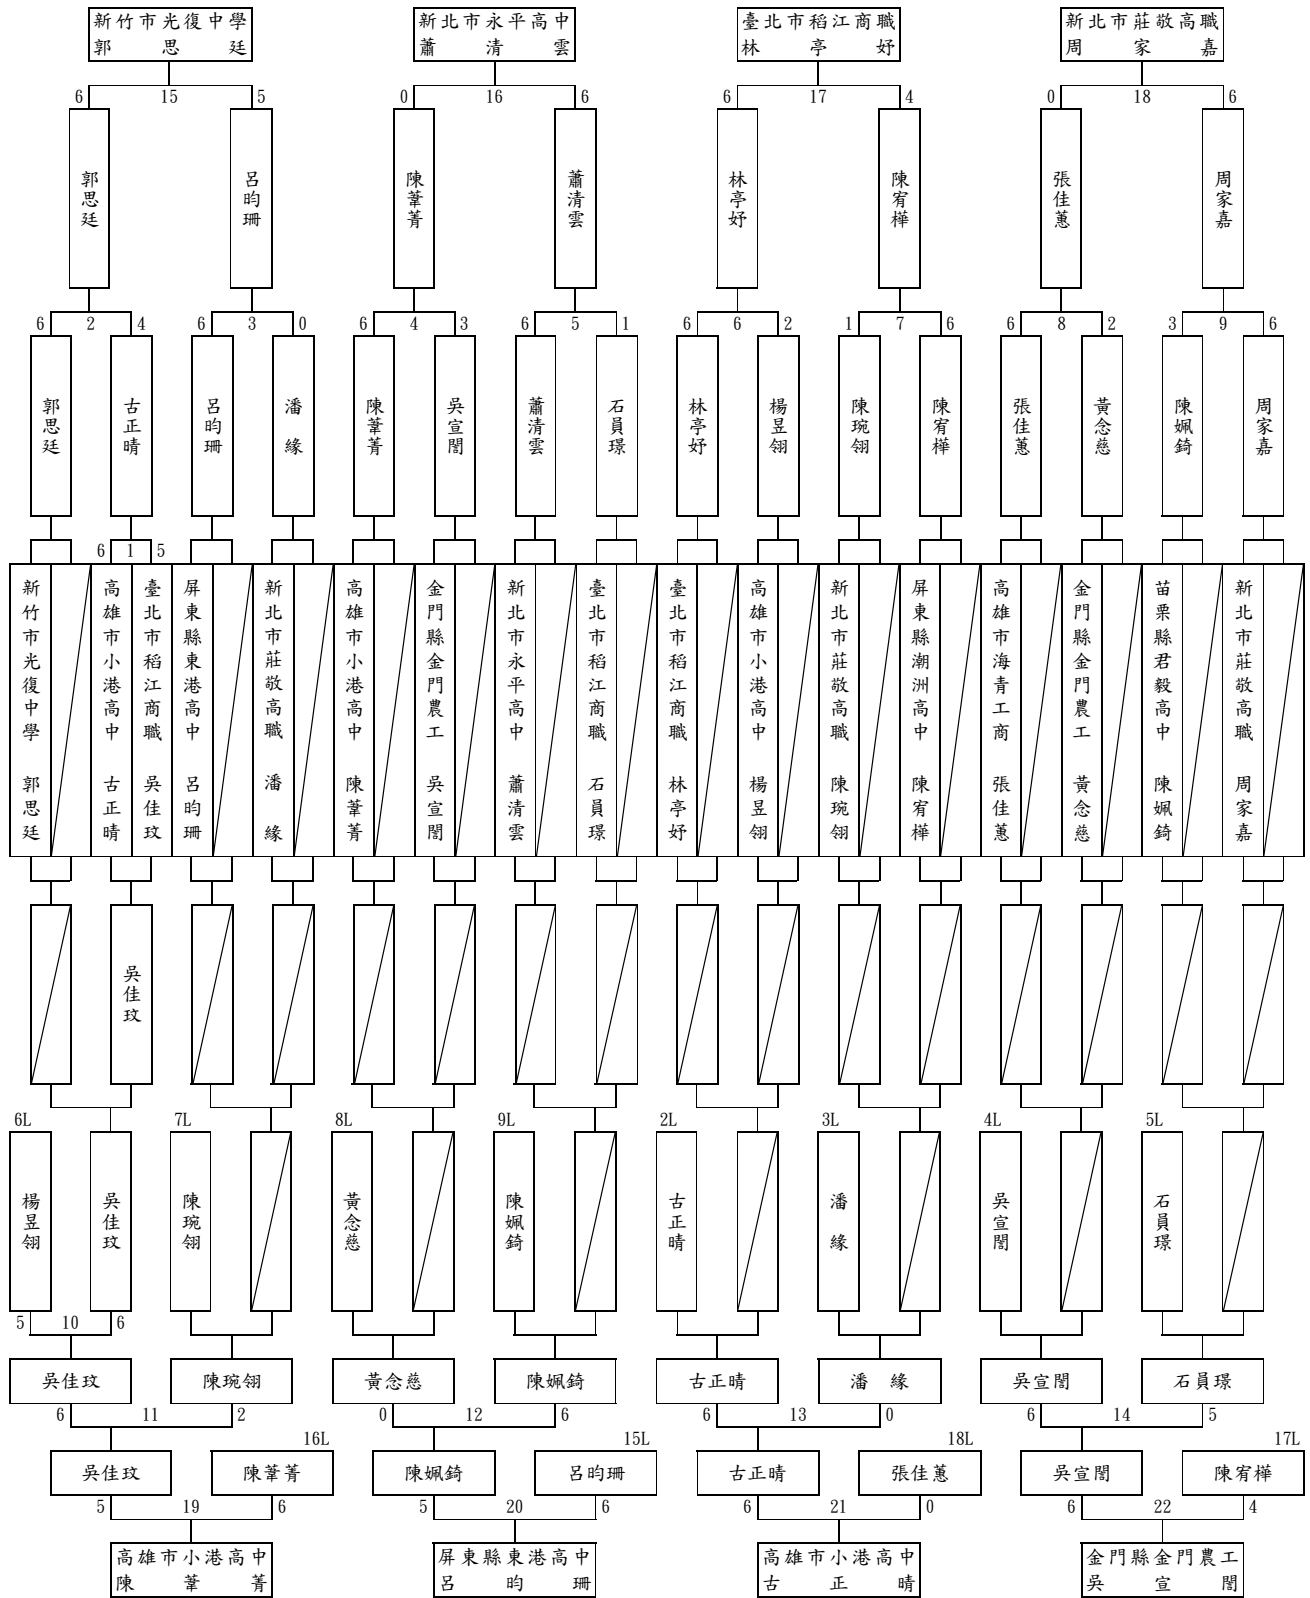 新竹市光復中學 新北市永平高中 臺北市稻江商職 新北市莊敬高職
郭思廷 蕭清雲 林亭妤 周家嘉
6 15 5 0 16 6 6 17 4 0 18 6
郭思廷 呂昀珊 陳葦菁 蕭清雲 林亭妤 陳宥樺 張佳蕙 周家嘉
6 2 4 6 3 0 6 4 3 6 5 1 6 6 2 1 7 6 6 8 2 3 9 6
郭思廷 古正晴 呂昀珊 潘緣 陳葦菁 吳宣誾 蕭清雲 石員璟 林亭妤 楊昱翎 陳琬翎 陳宥樺 張佳蕙 黃念慈 陳姵錡 周家嘉
6 1 5
新竹市光復中學 郭思廷
高雄市小港高中 古正晴
臺北市稻江商職 吳佳玟
屏東縣東港高中 呂昀珊
新北市莊敬高職 潘緣
高雄市小港高中 陳葦菁
金門縣金門農工 吳宣誾
新北市永平高中 蕭清雲
臺北市稻江商職 石員璟
臺北市稻江商職 林亭妤
高雄市小港高中 楊昱翎
新北市莊敬高職 陳琬翎
屏東縣潮洲高中 陳宥樺
高雄市海青工商 張佳蕙
金門縣金門農工 黃念慈
苗栗縣君毅高中 陳姵錡
新北市莊敬高職 周家嘉
吳佳玟
6L 7L 8L 9L 2L 3L 4L 5L
楊昱翎 吳佳玟 陳琬翎 黃念慈 陳姵錡 古正晴 潘緣 吳宣誾 石員璟
5 10 6
吳佳玟 陳琬翎 黃念慈 陳姵錡 古正晴 潘緣 吳宣誾 石員璟
6 11 2 0 12 6 6 13 0 6 14 5
16L 15L 18L 17L
吳佳玟 陳葦菁 陳姵錡 呂昀珊 古正晴 張佳蕙 吳宣誾 陳宥樺
5 19 6 5 20 6 6 21 0 6 22 4
高雄市小港高中 屏東縣東港高中 高雄市小港高中 金門縣金門農工
陳葦菁 呂昀珊 古正晴 吳宣誾